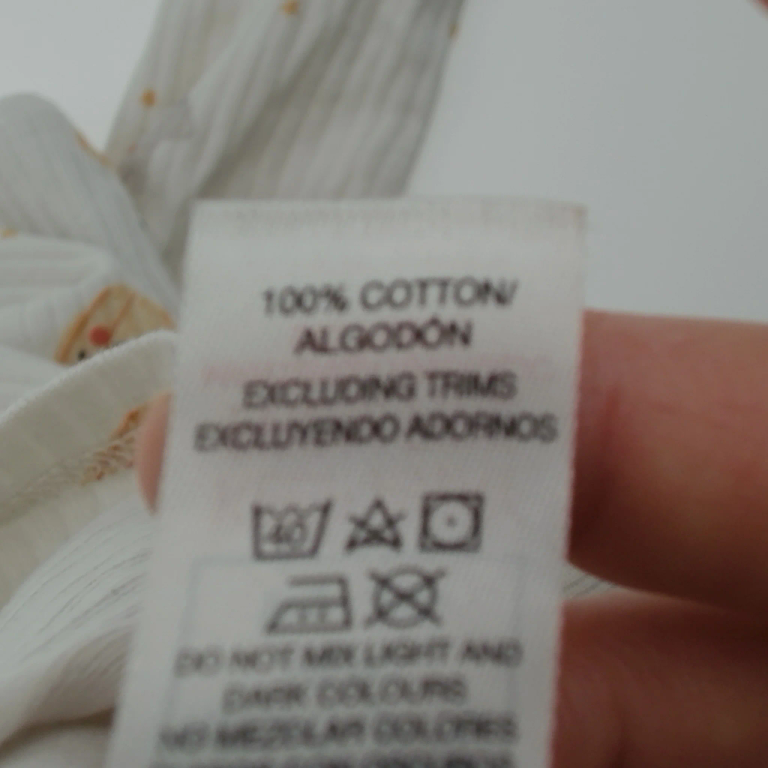 100% COTTON/
ALGODÓN
EXCLUDING TRIMS
EXCLUYENDO ADORNOS
40
DO NOT MIX LIGHT AND
DARK COLOURS
NO MEZCLAR COLORES